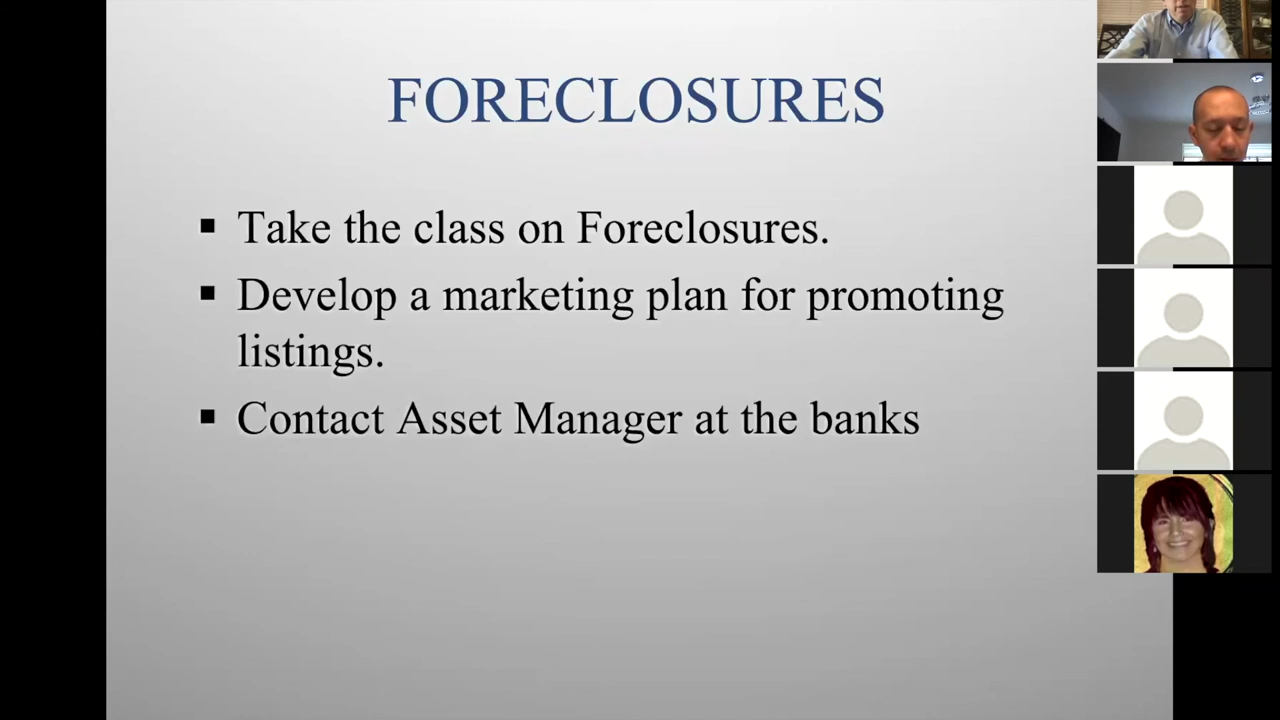 FORECLOSURES
▪ Take the class on Foreclosures.
▪ Develop a marketing plan for promoting
listings.
▪ Contact Asset Manager at the banks